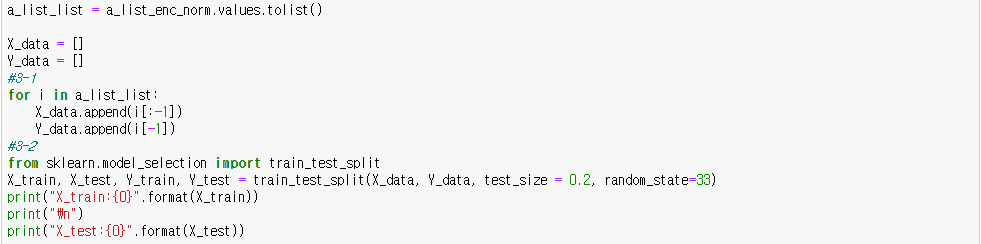 a_list_list = a_list_enc_norm.values.tolist()
X_data = []
Y_data = []
#3-1
for i in a_list_list:
    X_data.append(i[:-1])
    Y_data.append(i[-1])
#3-2
from sklearn.model_selection import train_test_split
X_train, X_test, Y_train, Y_test = train_test_split(X_data, Y_data, test_size = 0.2, random_state=33)
print("X_train:{0}".format(X_train))
print("₩n")
print("X_test:{0}".format(X_test))